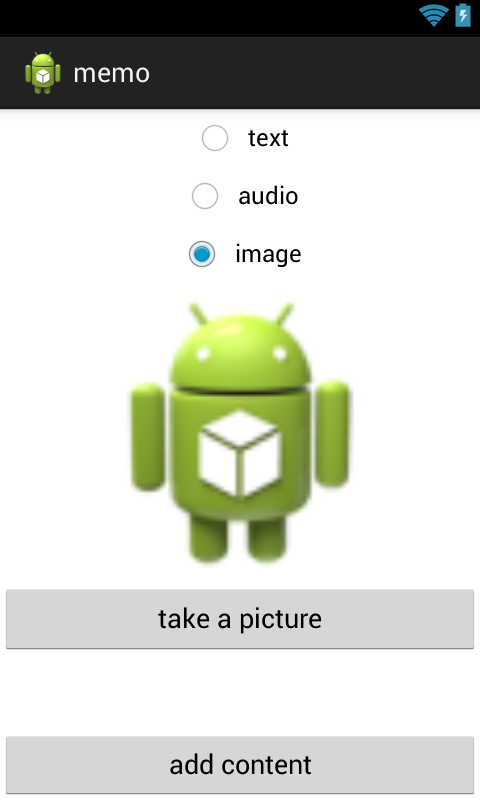 memo
text
audio
image
take a picture
add content